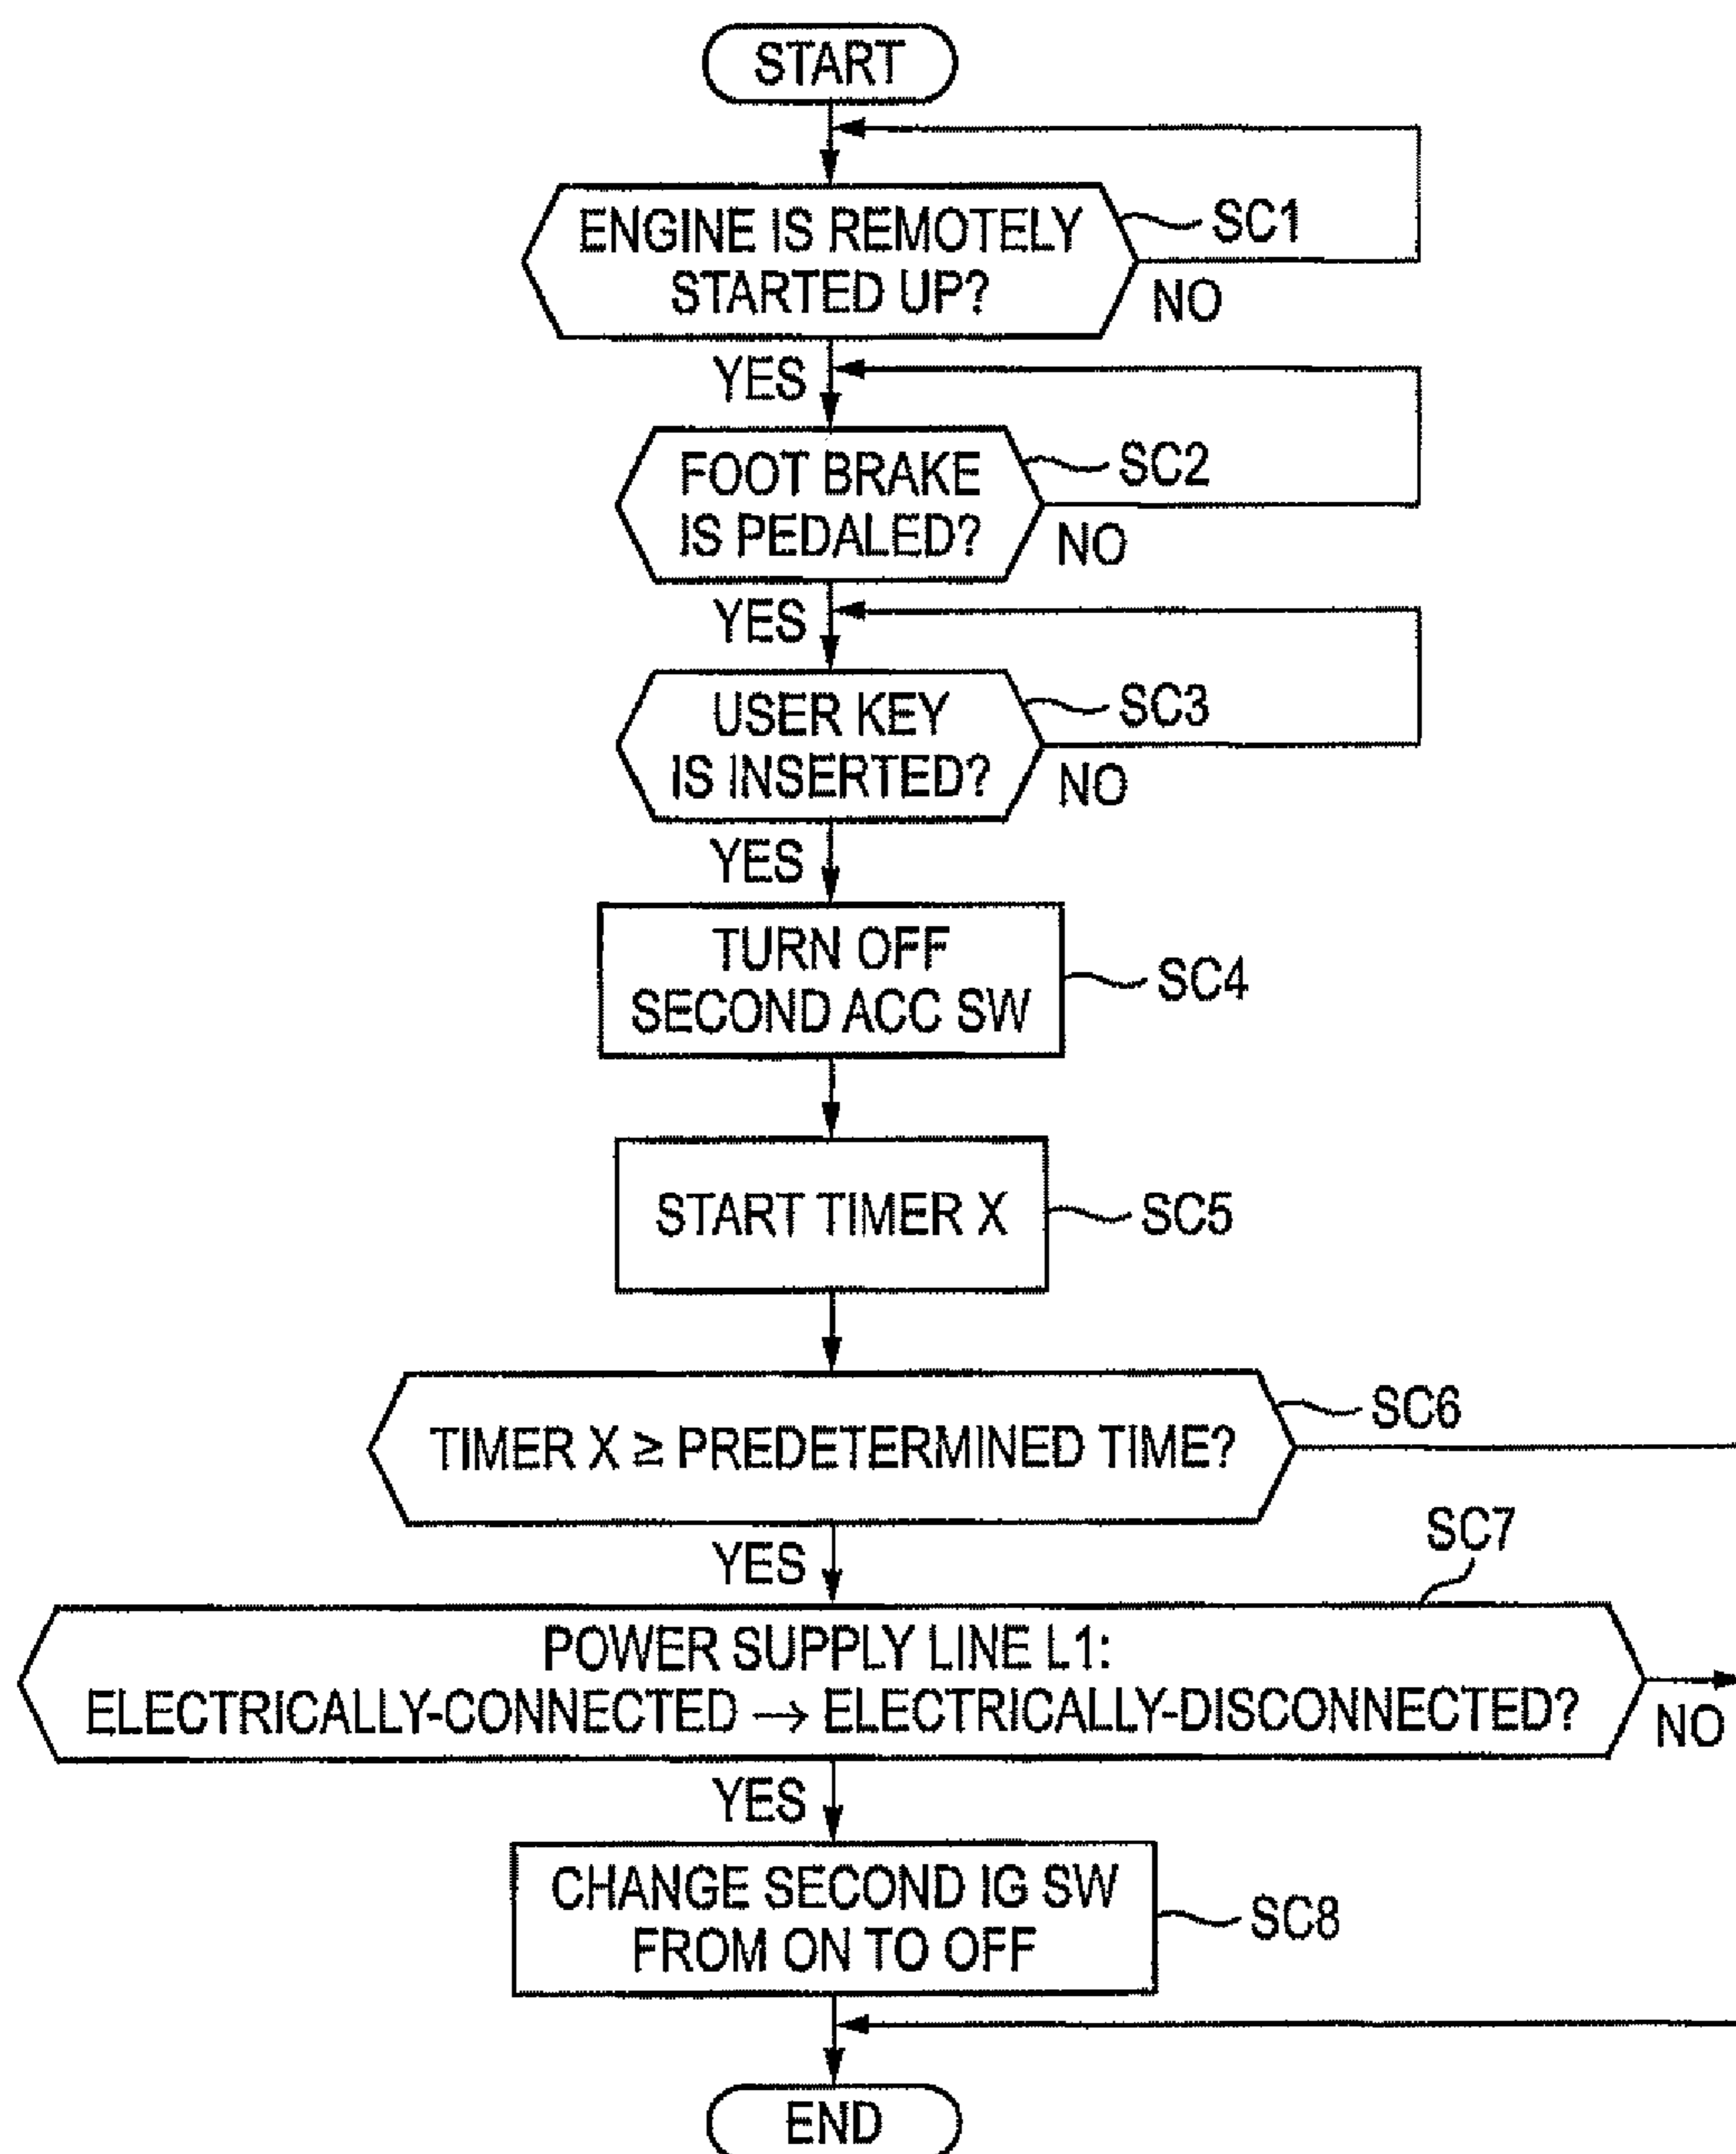 START
ENGINE IS REMOTELY
STARTED UP?
SC1
NO
YES
FOOT BRAKE
IS PEDALED?
SC2
NO
YES
USER KEY
IS INSERTED?
SC3
NO
YES
TURN OFF
SECOND ACC SW
SC4
START TIMER X
SC5
TIMER X ≥ PREDETERMINED TIME?
SC6
YES
SC7
POWER SUPPLY LINE L1:
ELECTRICALLY-CONNECTED → ELECTRICALLY-DISCONNECTED?
NO
YES
CHANGE SECOND IG SW
FROM ON TO OFF
SC8
END